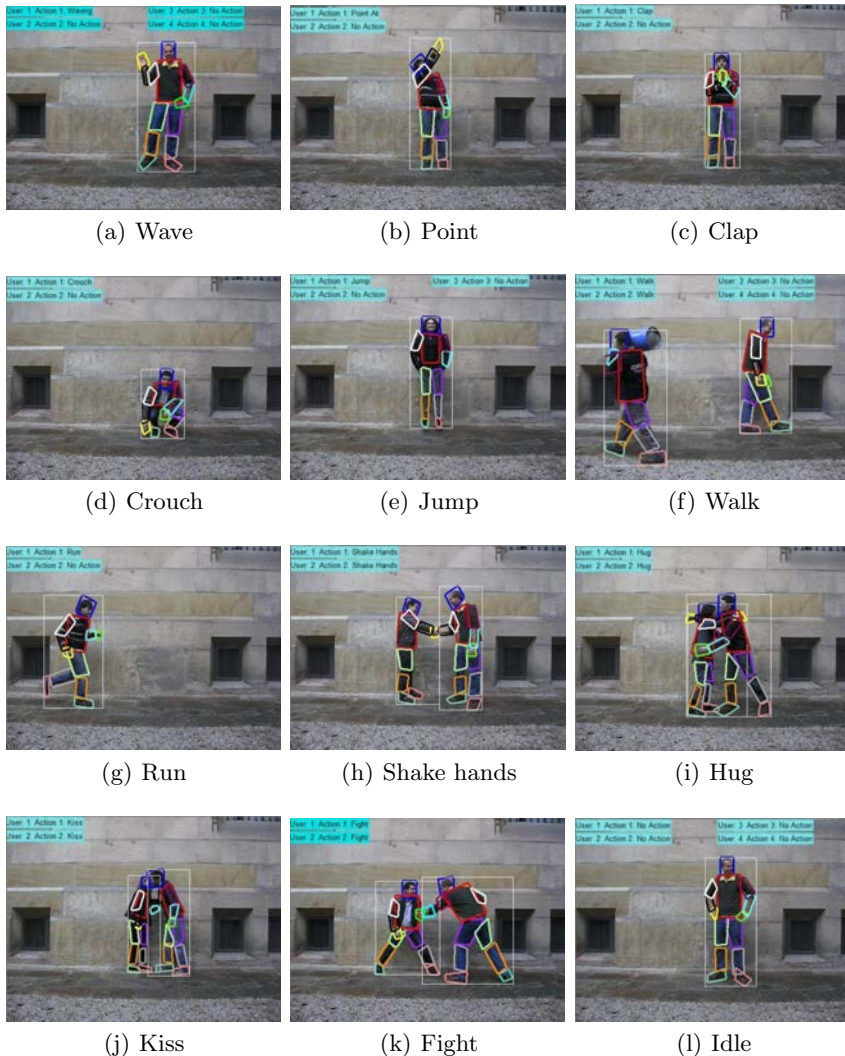 User: 1 Action 1: Waving User: 3 Action 3: No Action
User: 2 Action 2: No Action User: 4 Action 4: No Action
User: 1 Action 1: Point At
User: 2 Action 2: No Action
User: 1 Action 1: Clap
User: 2 Action 2: No Action
(a) Wave (b) Point (c) Clap
User: 1 Action 1: Crouch
User: 2 Action 2: No Action
User: 1 Action 1: Jump User: 3 Action 3: No Action
User: 2 Action 2: No Action
User: 1 Action 1: Walk User: 3 Action 3: No Action
User: 2 Action 2: Walk User: 4 Action 4: No Action
(d) Crouch (e) Jump (f) Walk
User: 1 Action 1: Run
User: 2 Action 2: No Action
User: 1 Action 1: Shake Hands
User: 2 Action 2: Shake Hands
User: 1 Action 1: Hug
User: 2 Action 2: Hug
(g) Run (h) Shake hands (i) Hug
User: 1 Action 1: Kiss
User: 2 Action 2: Kiss
User: 1 Action 1: Fight
User: 2 Action 2: Fight
User: 1 Action 1: No Action User: 3 Action 3: No Action
User: 2 Action 2: No Action User: 4 Action 4: No Action
(j) Kiss (k) Fight (l) Idle